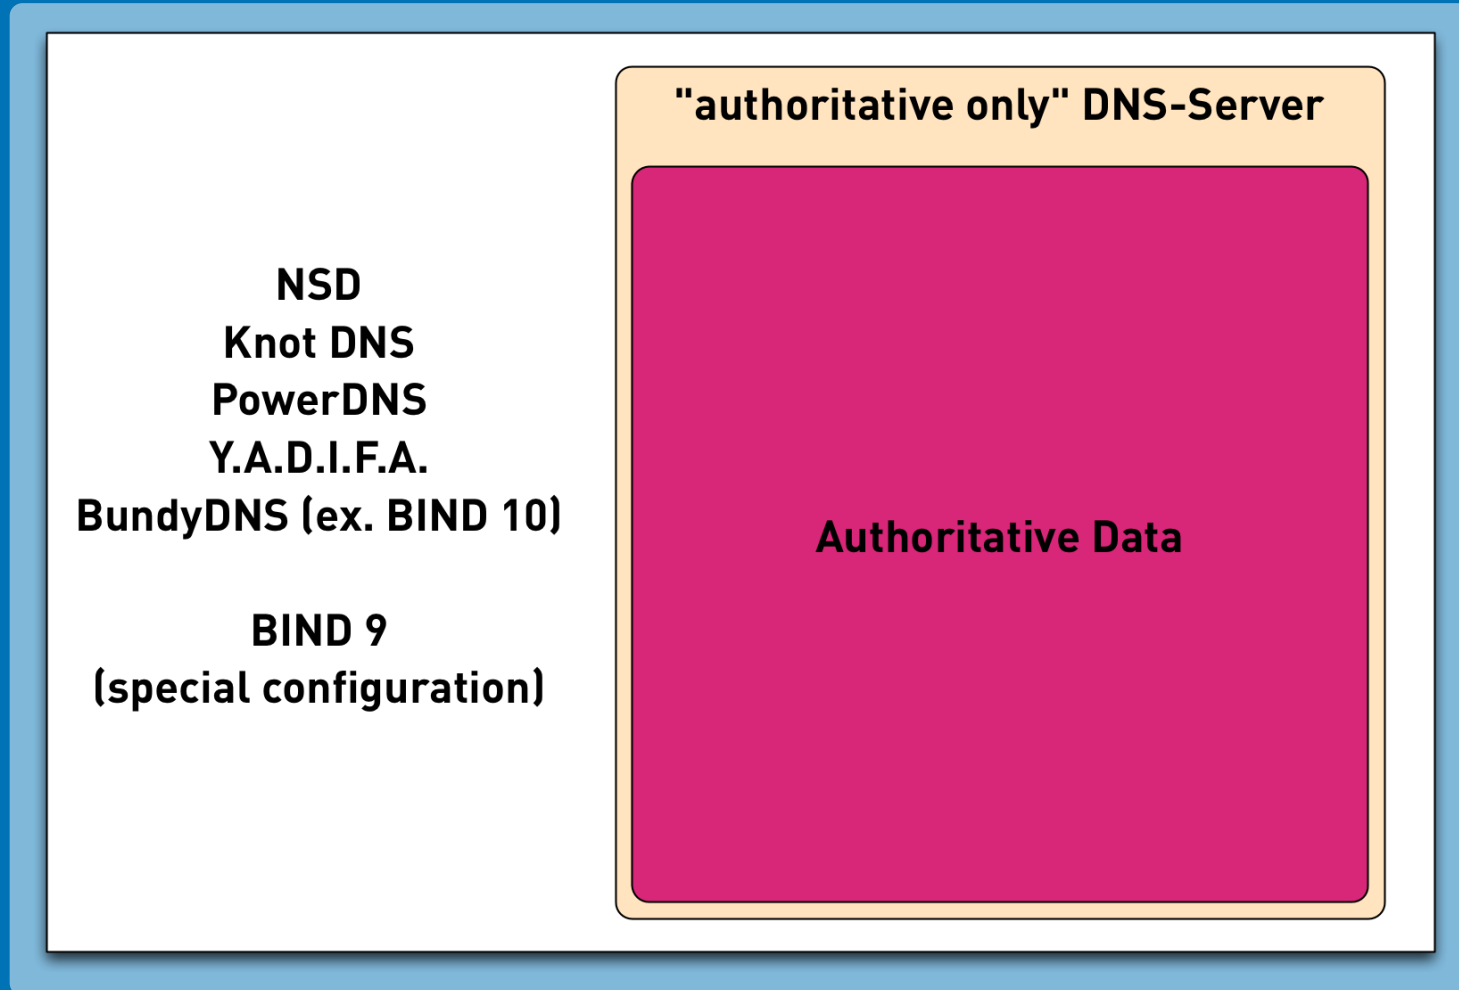 "authoritative only" DNS-Server
NSD
Knot DNS
PowerDNS
Y.A.D.I.F.A.
BundyDNS (ex. BIND 10)
BIND 9
(special configuration)
Authoritative Data